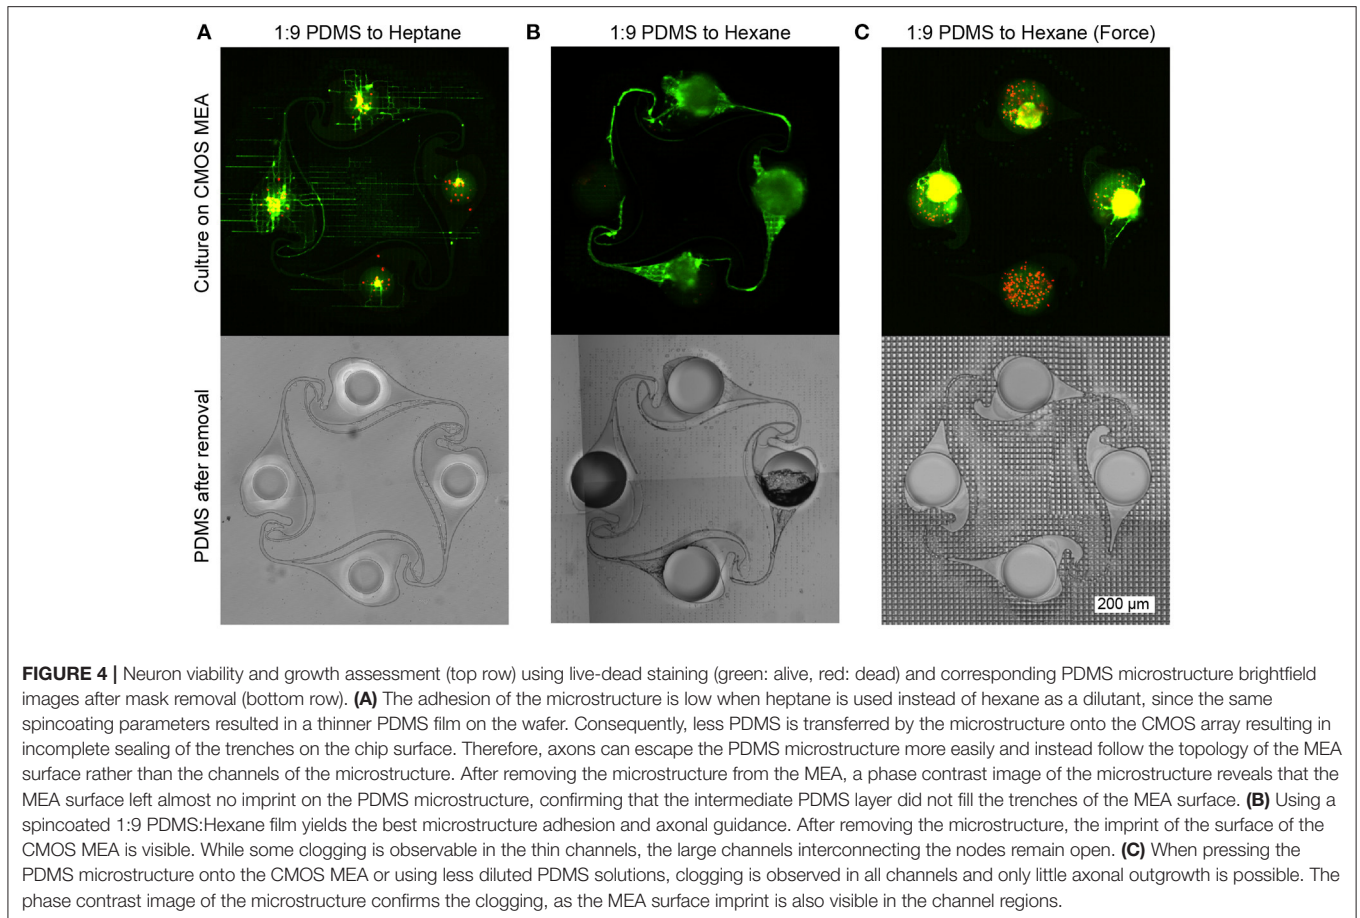 A 1:9 PDMS to Heptane B 1:9 PDMS to Hexane C 1:9 PDMS to Hexane (Force)
Culture on CMOS MEA
PDMS after removal
200 µm
FIGURE 4 | Neuron viability and growth assessment (top row) using live-dead staining (green: alive, red: dead) and corresponding PDMS microstructure brightfield
images after mask removal (bottom row). (A) The adhesion of the microstructure is low when heptane is used instead of hexane as a dilutant, since the same
spincoating parameters resulted in a thinner PDMS film on the wafer. Consequently, less PDMS is transferred by the microstructure onto the CMOS array resulting in
incomplete sealing of the trenches on the chip surface. Therefore, axons can escape the PDMS microstructure more easily and instead follow the topology of the MEA
surface rather than the channels of the microstructure. After removing the microstructure from the MEA, a phase contrast image of the microstructure reveals that the
MEA surface left almost no imprint on the PDMS microstructure, confirming that the intermediate PDMS layer did not fill the trenches of the MEA surface. (B) Using a
spincoated 1:9 PDMS:Hexane film yields the best microstructure adhesion and axonal guidance. After removing the microstructure, the imprint of the surface of the
CMOS MEA is visible. While some clogging is observable in the thin channels, the large channels interconnecting the nodes remain open. (C) When pressing the
PDMS microstructure onto the CMOS MEA or using less diluted PDMS solutions, clogging is observed in all channels and only little axonal outgrowth is possible. The
phase contrast image of the microstructure confirms the clogging, as the MEA surface imprint is also visible in the channel regions.